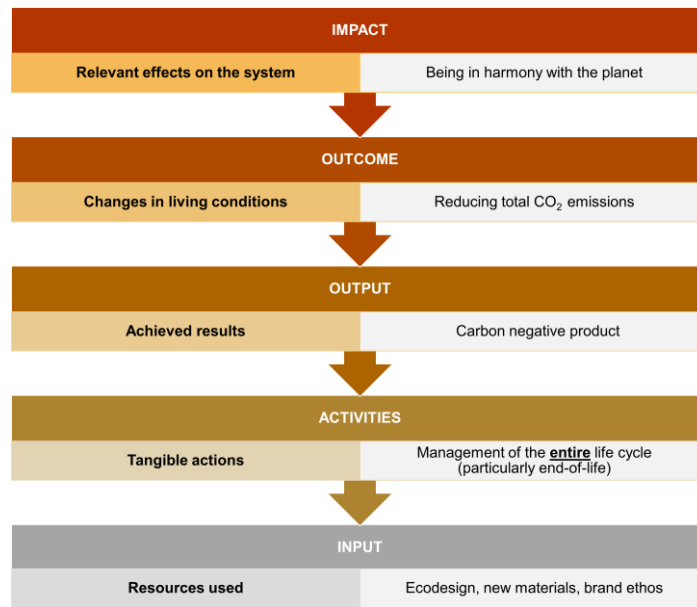 IMPACT
Relevant effects on the system
Being in harmony with the planet
OUTCOME
Changes in living conditions
Reducing total CO₂ emissions
OUTPUT
Achieved results
Carbon negative product
ACTIVITIES
Tangible actions
Management of the entire life cycle
(particularly end-of-life)
INPUT
Resources used
Ecodesign, new materials, brand ethos